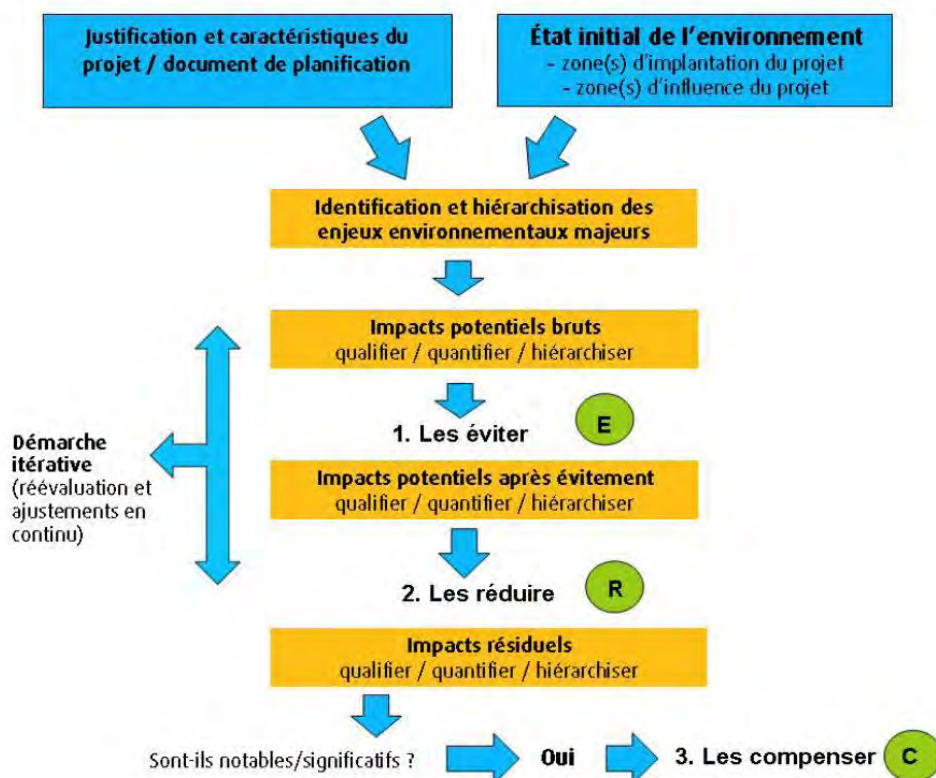 Justification et caractéristiques du
projet / document de planification
État initial de l'environnement
- zone(s) d'implantation du projet
- zone(s) d'influence du projet
Identification et hiérarchisation des
enjeux environnementaux majeurs
Impacts potentiels bruts
qualifier / quantifier / hiérarchiser
1. Les éviter
E
Démarche
itérative
(réévaluation et
ajustements en
continu)
Impacts potentiels après évitement
qualifier / quantifier / hiérarchiser
2. Les réduire
R
Impacts résiduels
qualifier / quantifier / hiérarchiser
Sont-ils notables/significatifs ?
Oui
3. Les compenser
C